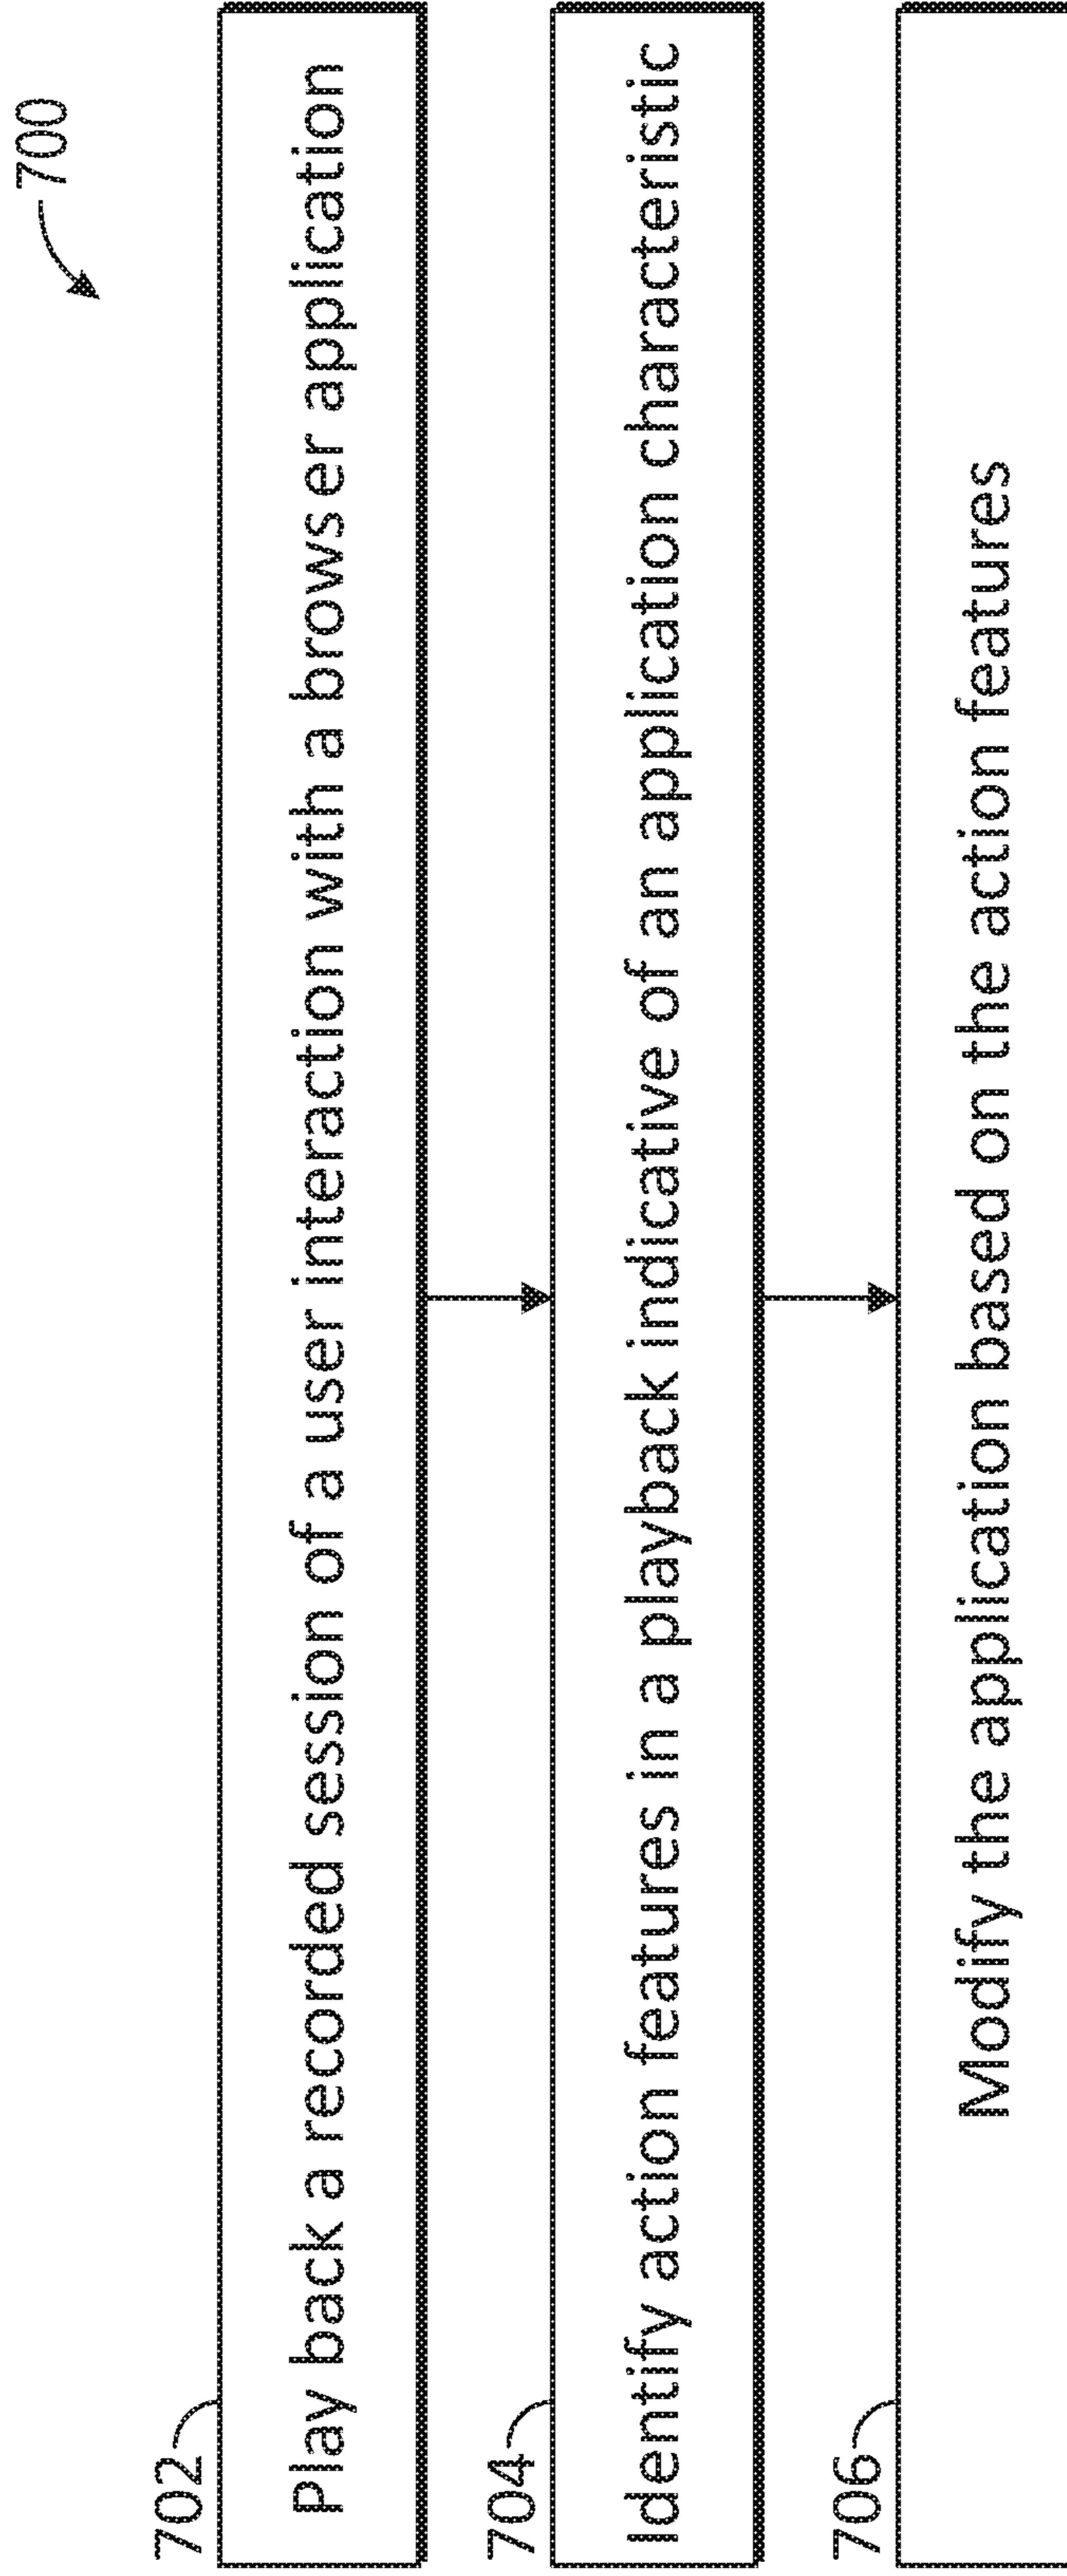 700
702
Play back a recorded session of a user interaction with a browser application
704
Identify action features in a playback indicative of an application characteristic
706
Modify the application based on the action features